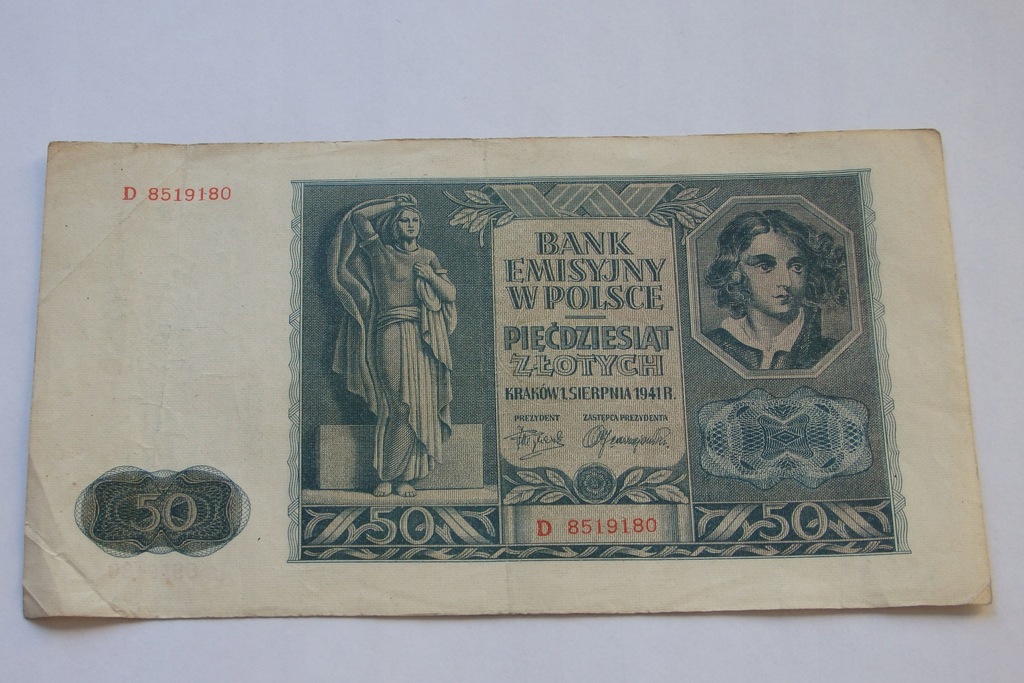 D 8519180
BANK
EMISYJNY
W POLSCE
PIĘĆDZIESIĄT
ZŁOTYCH
KRAKÓW 1. SIERPNIA 1941 R.
PREZYDENT ZASTĘPCA PREZYDENTA
50
50
D 8519180
50